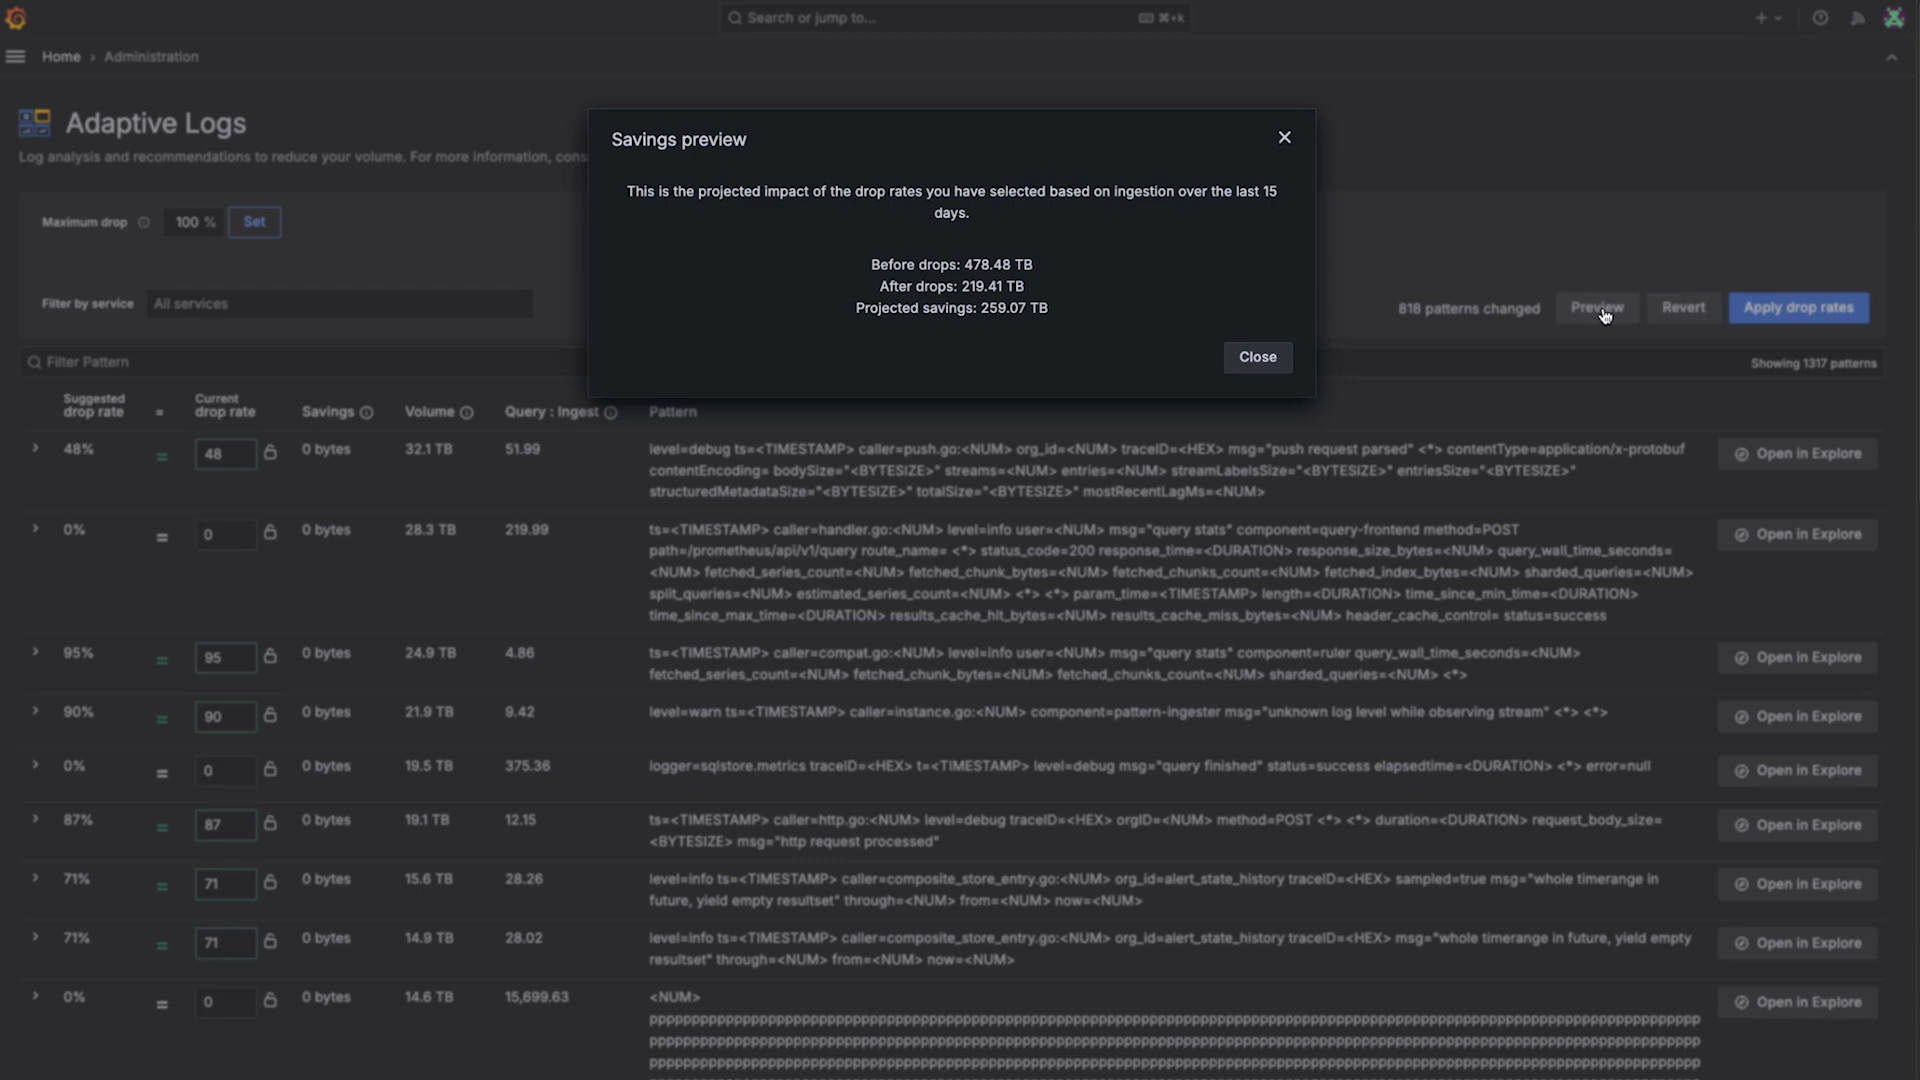 Search or jump to...
⌘+k
Home › Administration
Adaptive Logs
Log analysis and recommendations to reduce your volume. For more information, cons
Maximum drop 100 % Set
Filter by service All services
818 patterns changed Preview Revert Apply drop rates
Filter Pattern
Showing 1317 patterns
Savings preview
This is the projected impact of the drop rates you have selected based on ingestion over the last 15
days.
Before drops: 478.48 TB
After drops: 219.41 TB
Projected savings: 259.07 TB
Close
Suggested drop rate = Current drop rate Savings Volume Query : Ingest Pattern
48% = 48 0 bytes 32.1 TB 51.99 level=debug ts=<TIMESTAMP> caller=push.go:<NUM> org_id=<NUM> traceID=<HEX> msg="push request parsed" <*> contentType=application/x-protobuf Open in Explore
contentEncoding= bodySize="<BYTESIZE>" streams=<NUM> entries=<NUM> streamLabelsSize="<BYTESIZE>" entriesSize="<BYTESIZE>"
structuredMetadataSize="<BYTESIZE>" totalSize="<BYTESIZE>" mostRecentLagMs=<NUM>
0% = 0 0 bytes 28.3 TB 219.99 ts=<TIMESTAMP> caller=handler.go:<NUM> level=info user=<NUM> msg="query stats" component=query-frontend method=POST Open in Explore
path=/prometheus/api/v1/query route_name= <*> status_code=200 response_time=<DURATION> response_size_bytes=<NUM> query_wall_time_seconds=
<NUM> fetched_series_count=<NUM> fetched_chunk_bytes=<NUM> fetched_chunks_count=<NUM> fetched_index_bytes=<NUM> sharded_queries=<NUM>
split_queries=<NUM> estimated_series_count=<NUM> <*> <*> param_time=<TIMESTAMP> length=<DURATION> time_since_min_time=<DURATION>
time_since_max_time=<DURATION> results_cache_hit_bytes=<NUM> results_cache_miss_bytes=<NUM> header_cache_control= status=success
95% = 95 0 bytes 24.9 TB 4.86 ts=<TIMESTAMP> caller=compat.go:<NUM> level=info user=<NUM> msg="query stats" component=ruler query_wall_time_seconds=<NUM> Open in Explore
fetched_series_count=<NUM> fetched_chunk_bytes=<NUM> fetched_chunks_count=<NUM> sharded_queries=<NUM> <*>
90% = 90 0 bytes 21.9 TB 9.42 level=warn ts=<TIMESTAMP> caller=instance.go:<NUM> component=pattern-ingester msg="unknown log level while observing stream" <*> <*> Open in Explore
0% = 0 0 bytes 19.5 TB 375.36 logger=sqlstore.metrics traceID=<HEX> t=<TIMESTAMP> level=debug msg="query finished" status=success elapsedtime=<DURATION> <*> error=null Open in Explore
87% = 87 0 bytes 19.1 TB 12.15 ts=<TIMESTAMP> caller=http.go:<NUM> level=debug traceID=<HEX> orgID=<NUM> method=POST <*> <*> duration=<DURATION> request_body_size= Open in Explore
<BYTESIZE> msg="http request processed"
71% = 71 0 bytes 15.6 TB 28.26 level=info ts=<TIMESTAMP> caller=composite_store_entry.go:<NUM> org_id=alert_state_history traceID=<HEX> sampled=true msg="whole timerange in Open in Explore
future, yield empty resultset" through=<NUM> from=<NUM> now=<NUM>
71% = 71 0 bytes 14.9 TB 28.02 level=info ts=<TIMESTAMP> caller=composite_store_entry.go:<NUM> org_id=alert_state_history traceID=<HEX> msg="whole timerange in future, yield empty Open in Explore
resultset" through=<NUM> from=<NUM> now=<NUM>
0% = 0 0 bytes 14.6 TB 15,699.63 <NUM> Open in Explore